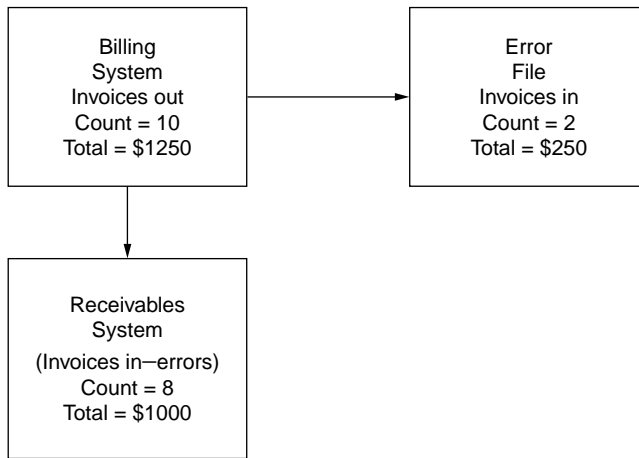 Billing
System
Invoices out
Count = 10
Total = $1250
Error
File
Invoices in
Count = 2
Total = $250
Receivables
System
(Invoices in—errors)
Count = 8
Total = $1000